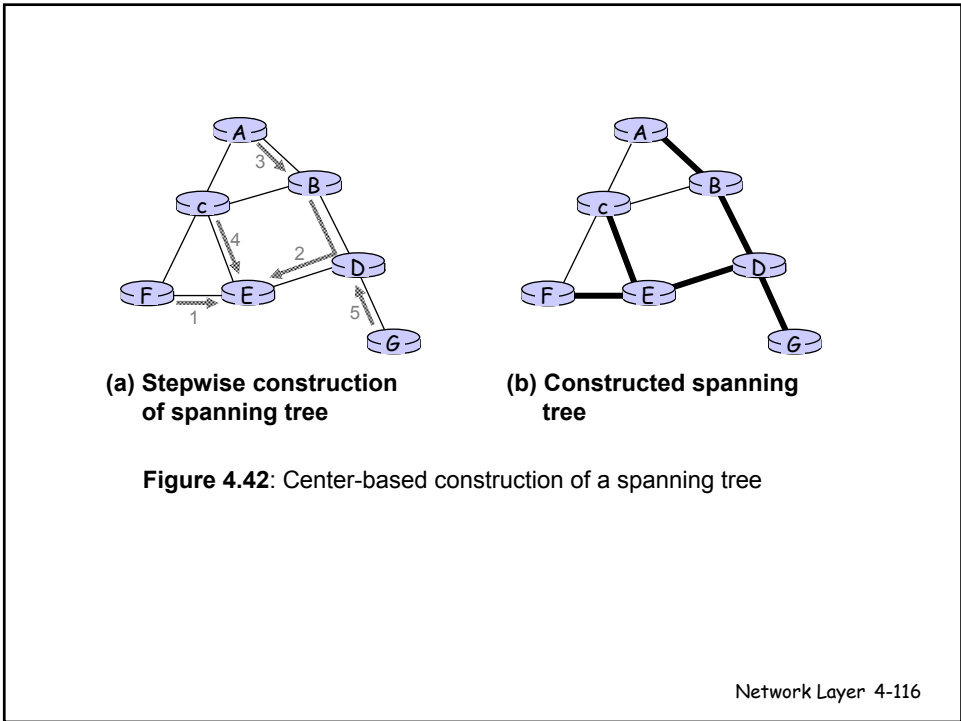 A
3
B
c
4
2
D
F
E
1
5
G
(a) Stepwise construction
of spanning tree
A
B
c
D
F
E
G
(b) Constructed spanning
tree
Figure 4.42: Center-based construction of a spanning tree
Network Layer 4-116